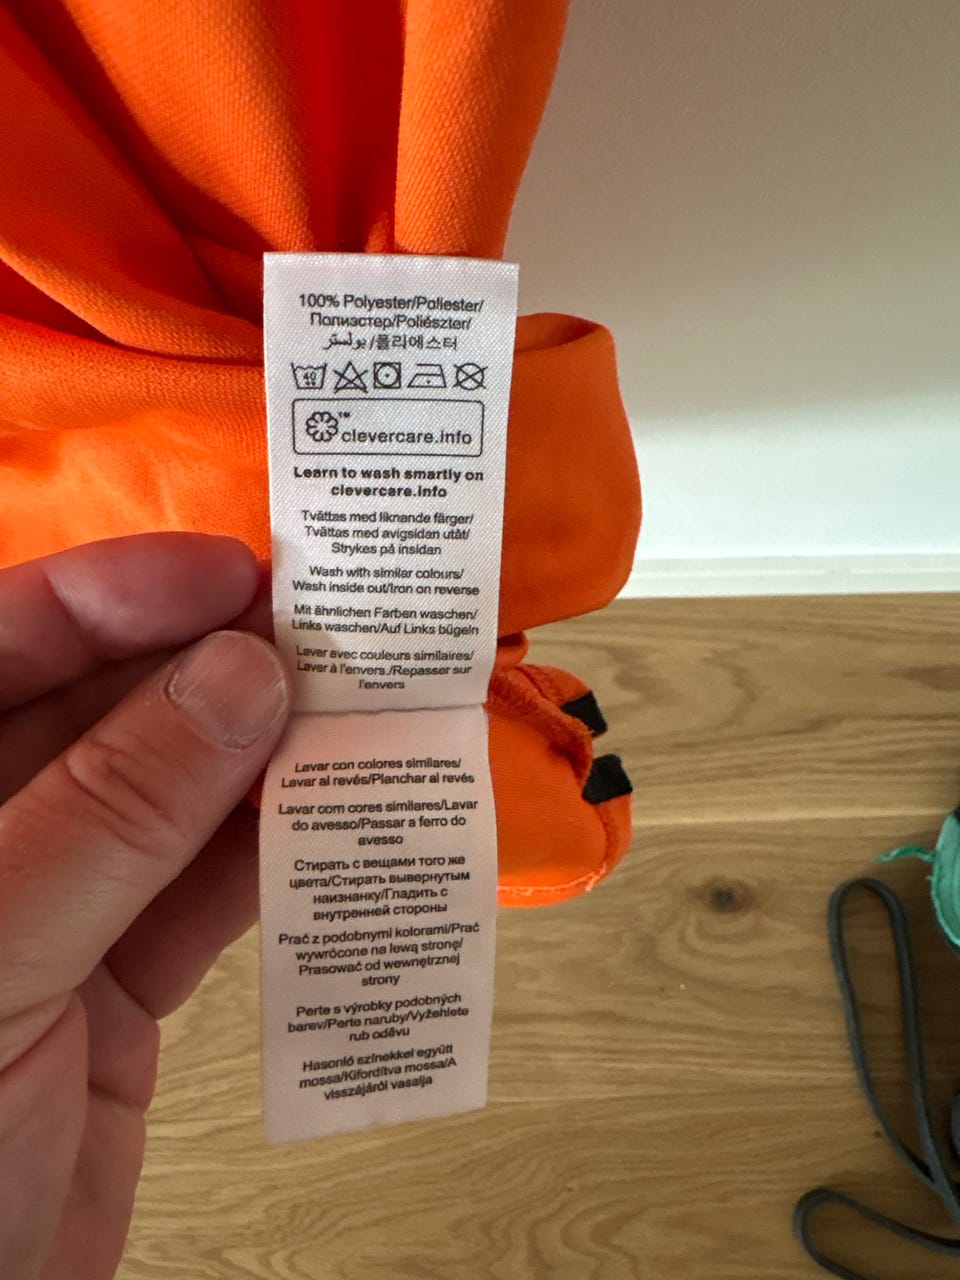 100% Polyester/Poliester/
Полиэстер/Poliészter/
بولستر/폴리에스터
40
™
clevercare.info
Learn to wash smartly on
clevercare.info
Tvättas med liknande färger/
Tvättas med avigsidan utåt/
Strykes på insidan
Wash with similar colours/
Wash inside out/Iron on reverse
Mit ähnlichen Farben waschen/
Links waschen/Auf Links bügeln
Laver avec couleurs similaires/
Laver à l'envers./Repasser sur
l'envers
Lavar con colores similares/
Lavar al revés/Planchar al revés
Lavar com cores similares/Lavar
do avesso/Passar a ferro do
avesso
Стирать с вещами того же
цвета/Стирать вывернутым
наизнанку/Гладить с
внутренней стороны
Prać z podobnymi kolorami/Prać
wywrócone na lewą stronę/
Prasować od wewnętrznej
strony
Perte s výrobky podobných
barev/Perte naruby/Vyžehlete
rub oděvu
Hasonló színekkel együtt
mossa/Kifordítva mossa/A
visszájáról vasalja